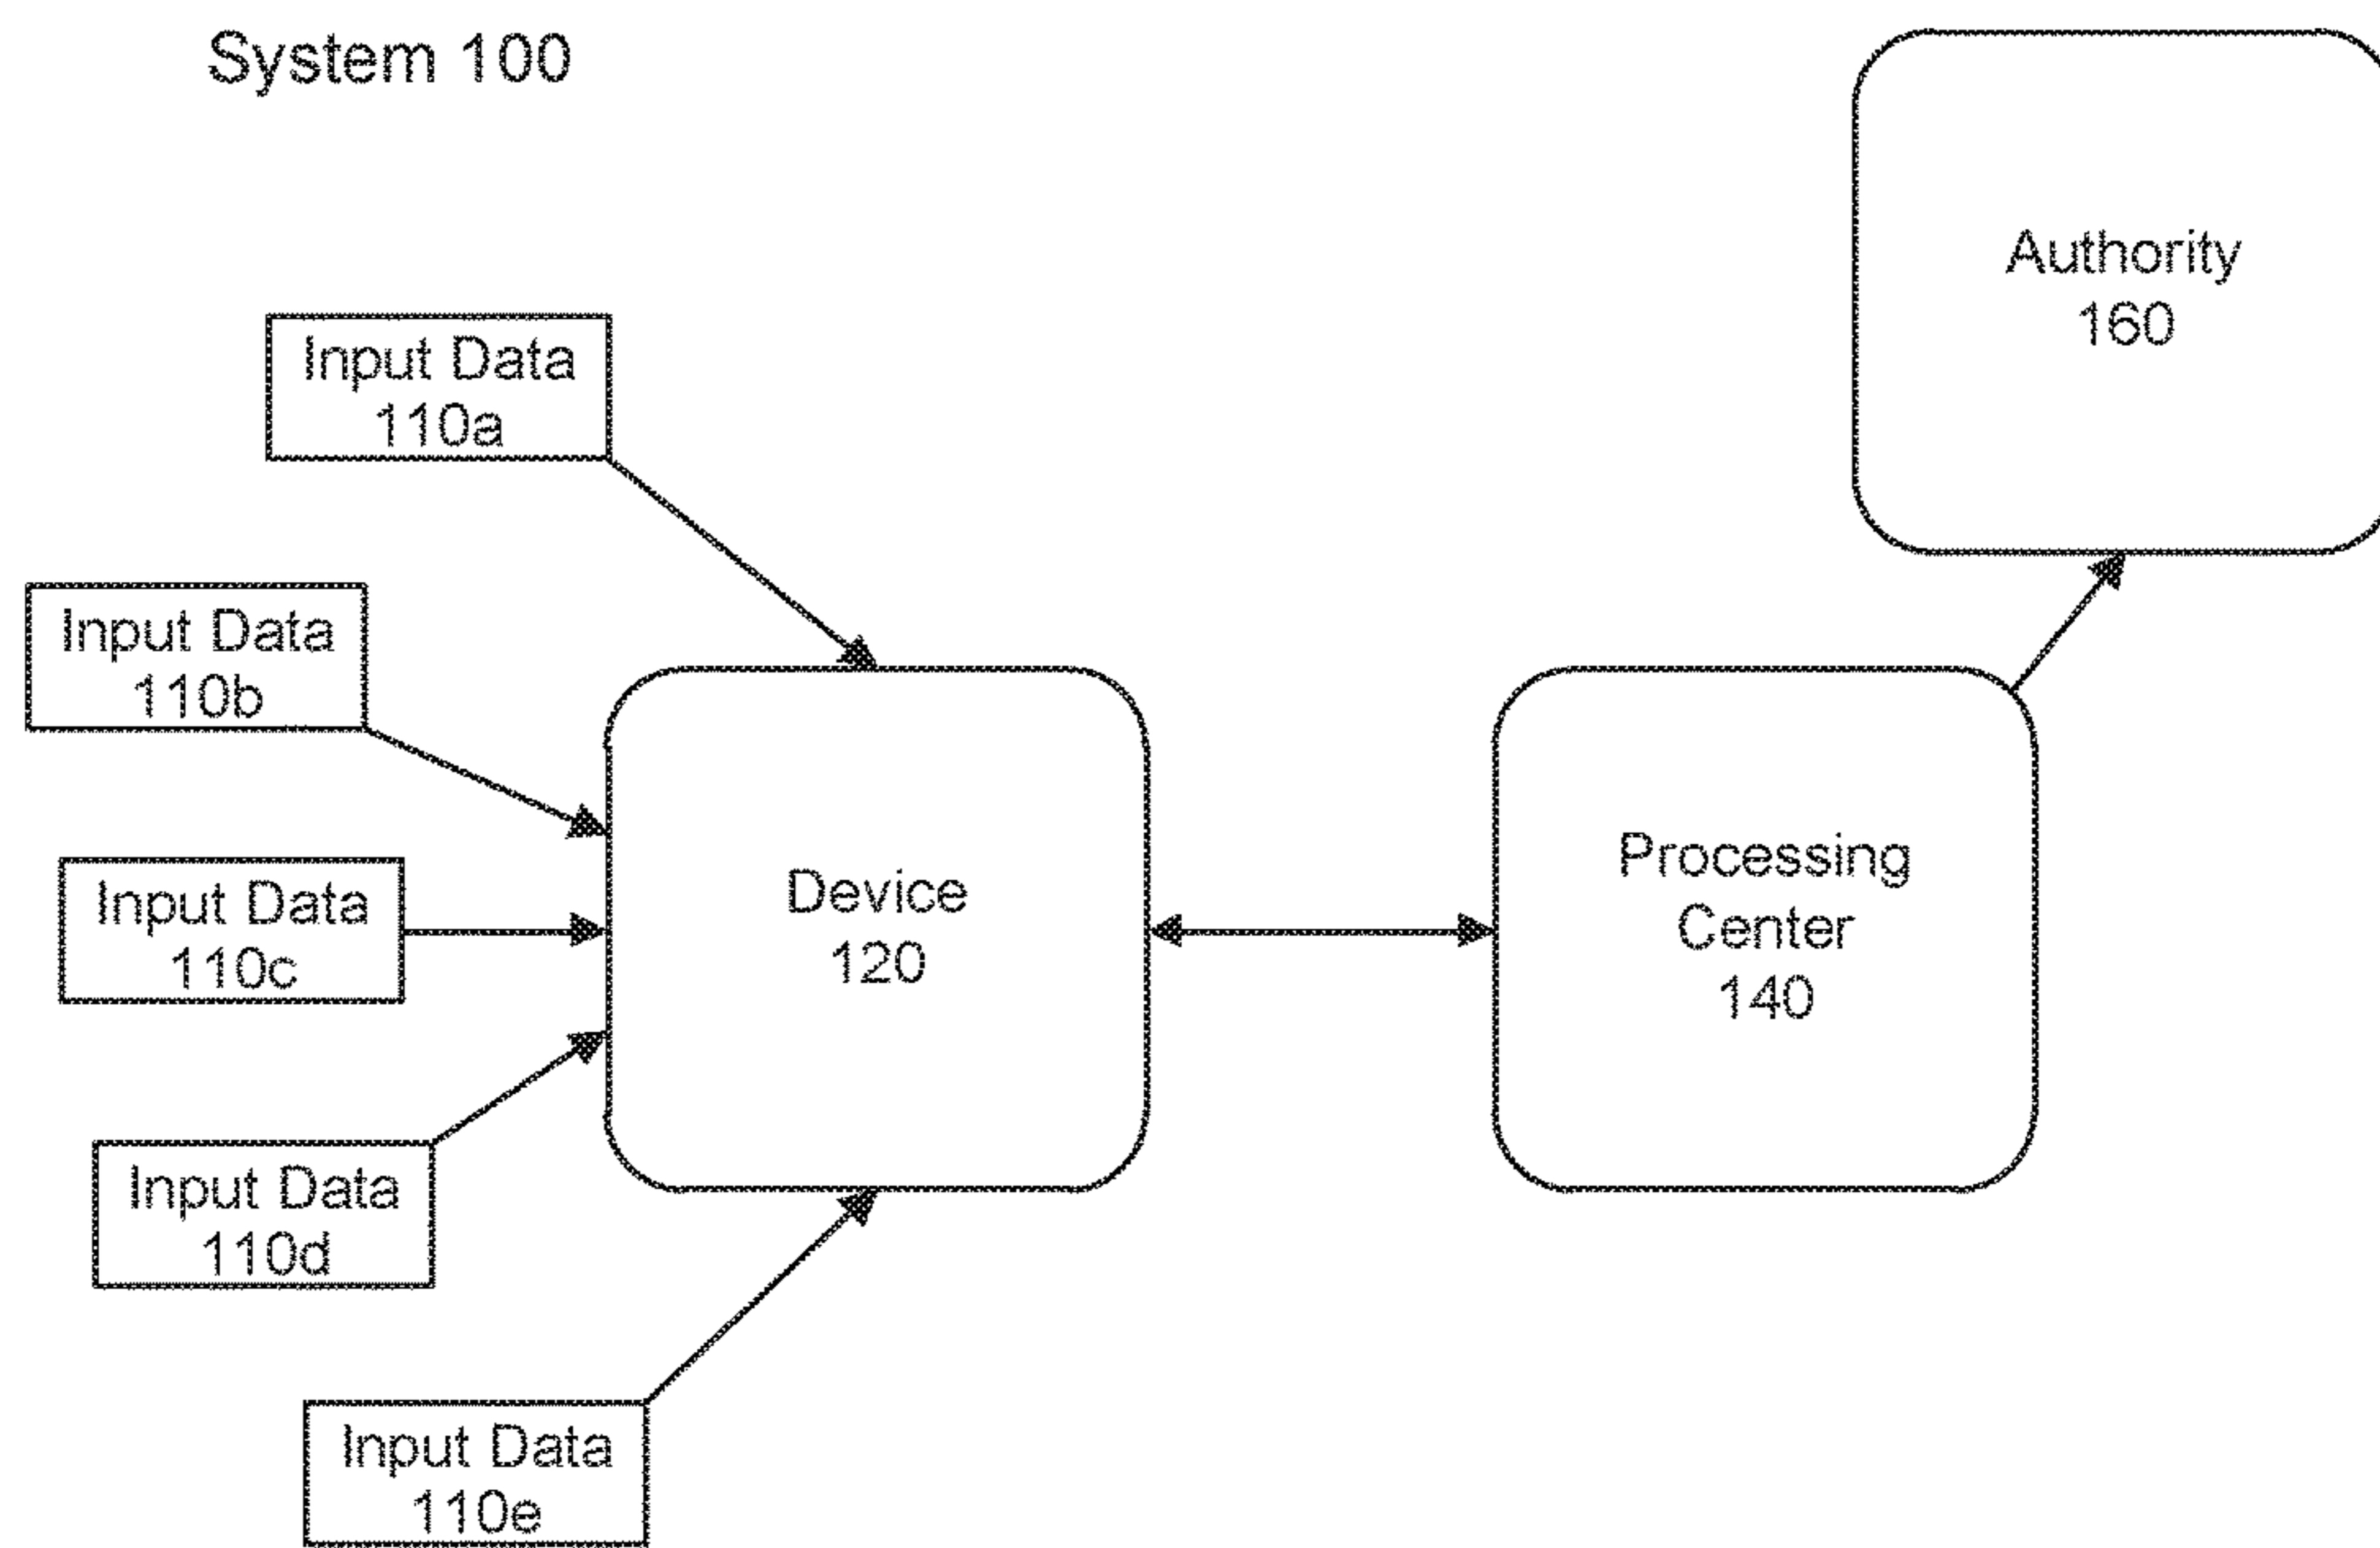 System 100
Authority
160
Input Data
110a
Input Data
110b
Input Data
110c
Device
120
Processing
Center
140
Input Data
110d
Input Data
110e